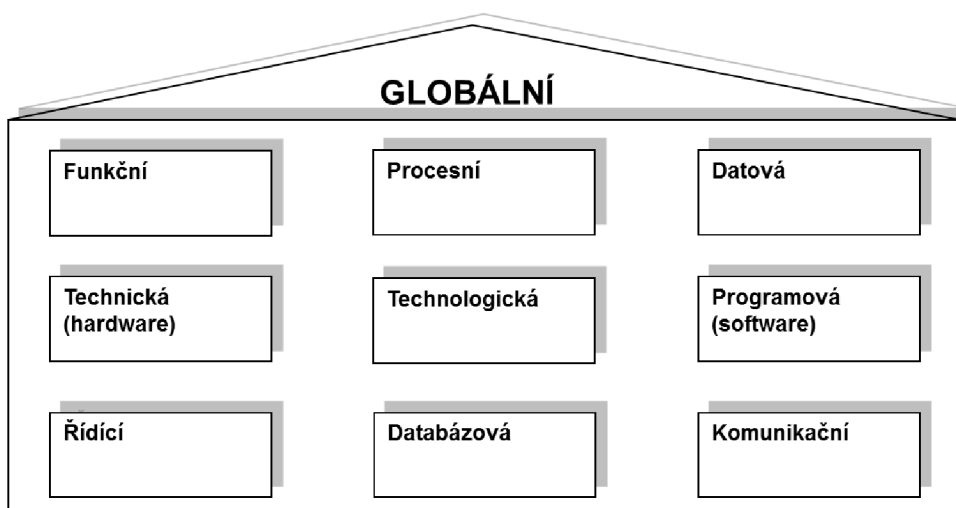 GLOBÁLNÍ
Funkční
Procesní
Datová
Technická
(hardware)
Technologická
Programová
(software)
Řídící
Databázová
Komunikační